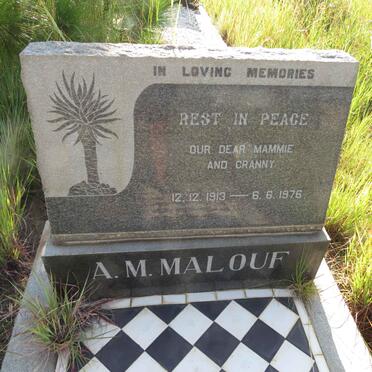 IN LOVING MEMORIES
REST IN PEACE
OUR DEAR MAMMIE
AND GRANNY
12.12.1913 — 6.6.1976
A.M. MALOUF